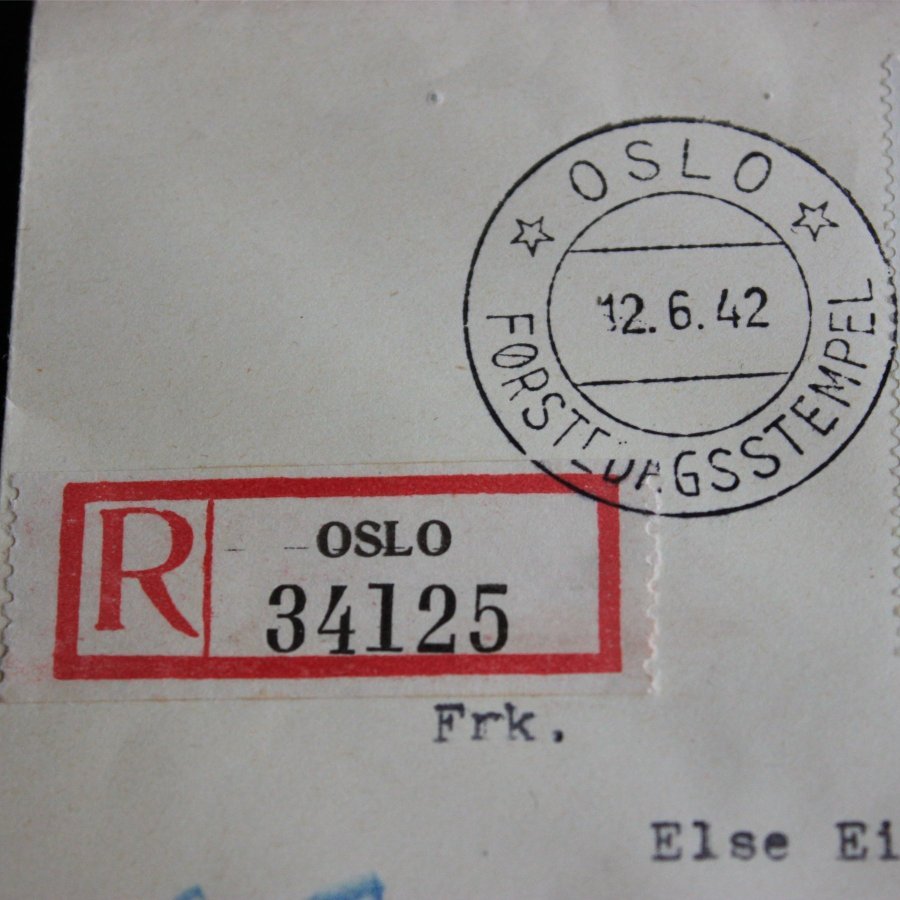 OSLO
12.6.42
FØRSTEDAGSSTEMPEL
R
OSLO
34125
Frk.
Else